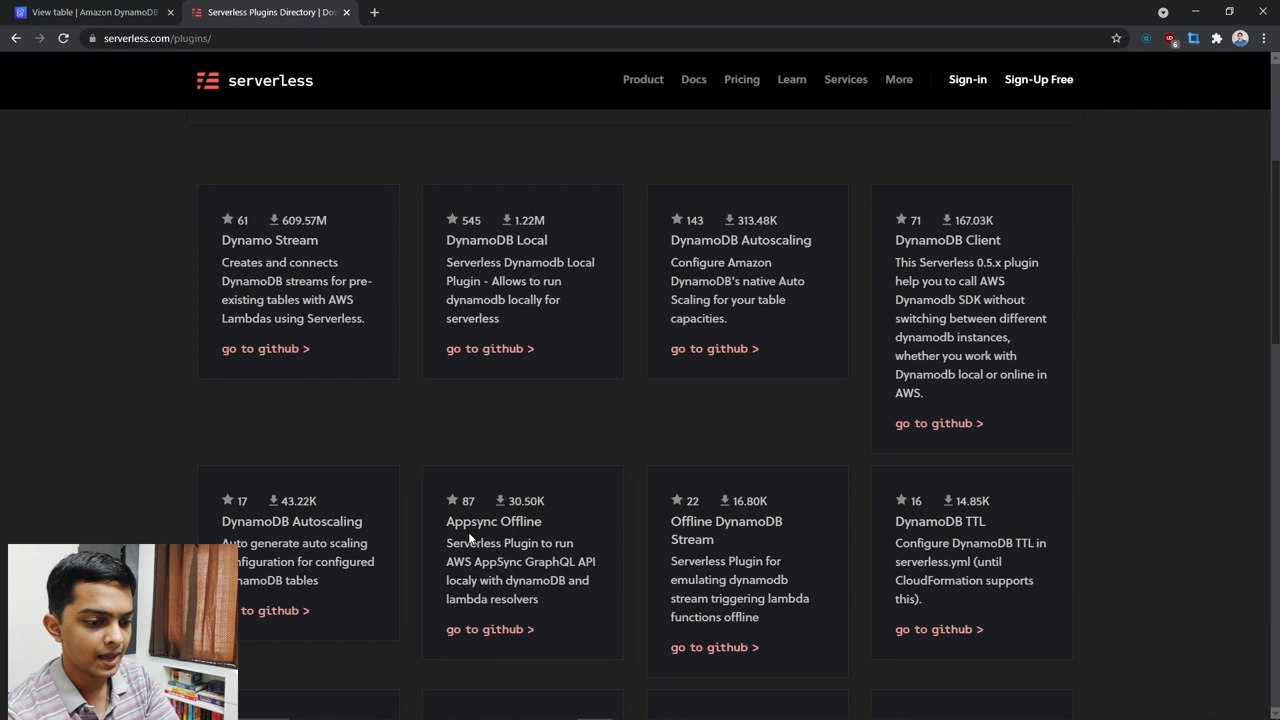 View table | Amazon DynamoDB
Serverless Plugins Directory | Do
serverless.com/plugins/
6
serverless
Product Docs Pricing Learn Services More Sign-in Sign-Up Free
61 609.57M
Dynamo Stream
Creates and connects
DynamoDB streams for pre-
existing tables with AWS
Lambdas using Serverless.
go to github >
545 1.22M
DynamoDB Local
Serverless Dynamodb Local
Plugin - Allows to run
dynamodb locally for
serverless
go to github >
143 313.48K
DynamoDB Autoscaling
Configure Amazon
DynamoDB's native Auto
Scaling for your table
capacities.
go to github >
71 167.03K
DynamoDB Client
This Serverless 0.5.x plugin
help you to call AWS
Dynamodb SDK without
switching between different
dynamodb instances,
whether you work with
Dynamodb local or online in
AWS.
go to github >
17 43.22K
DynamoDB Autoscaling
Auto generate auto scaling
tables
to github >
87 30.50K
Appsync Offline
Serverless Plugin to run
AWS AppSync GraphQL API
localy with dynamoDB and
lambda resolvers
go to github >
22 16.80K
Offline DynamoDB
Stream
Serverless Plugin for
emulating dynamodb
stream triggering lambda
functions offline
go to github >
16 14.85K
DynamoDB TTL
Configure DynamoDB TTL in
serverless.yml (until
CloudFormation supports
this).
go to github >